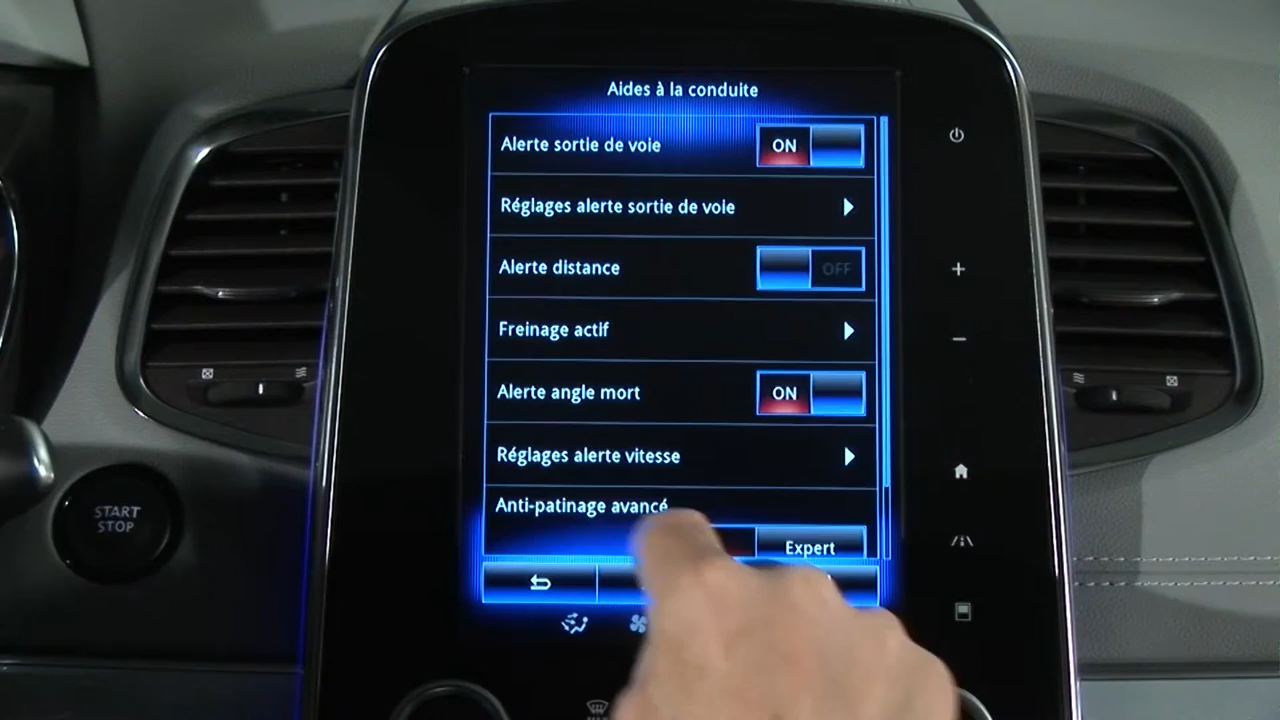 Aides à la conduite
Alerte sortie de voie ON
Réglages alerte sortie de voie
Alerte distance OFF
Freinage actif
Alerte angle mort ON
Réglages alerte vitesse
Anti-patinage avancé
Expert
START
STOP